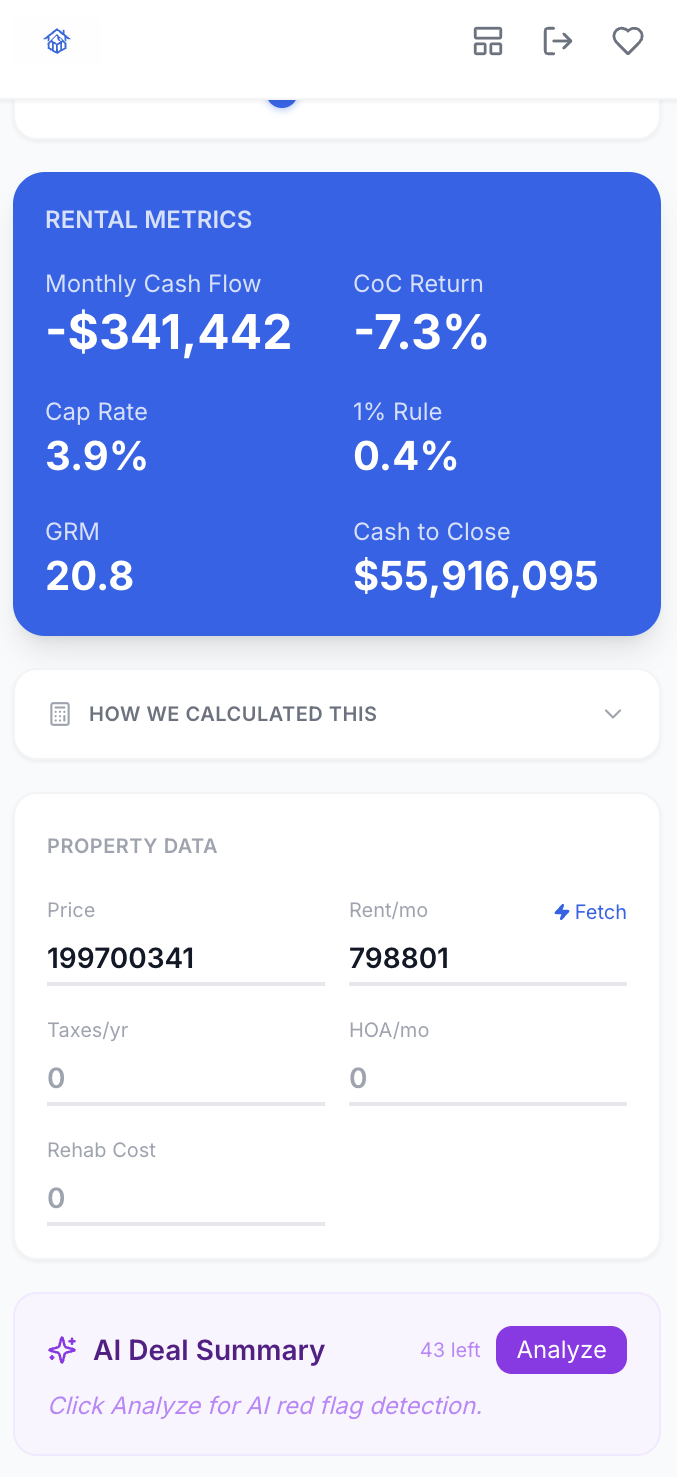 RENTAL METRICS
Monthly Cash Flow CoC Return
-$341,442 -7.3%
Cap Rate 1% Rule
3.9% 0.4%
GRM Cash to Close
20.8 $55,916,095
HOW WE CALCULATED THIS
PROPERTY DATA
Price Rent/mo Fetch
199700341 798801
Taxes/yr HOA/mo
0 0
Rehab Cost
0
AI Deal Summary 43 left Analyze
Click Analyze for AI red flag detection.